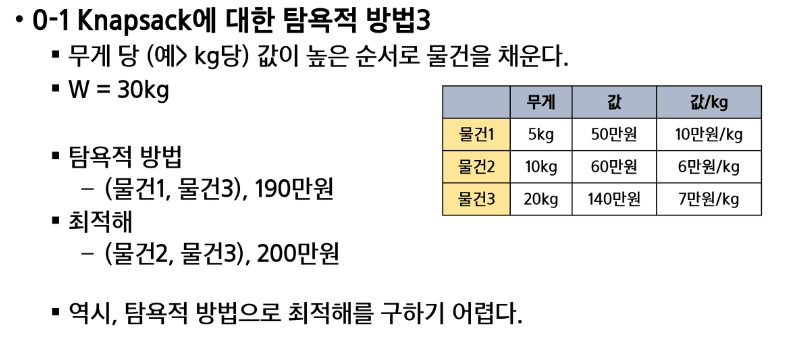 • 0-1 Knapsack에 대한 탐욕적 방법3
▪ 무게 당 (예> kg당) 값이 높은 순서로 물건을 채운다.
▪ W = 30kg
무게 값 값/kg
물건1 5kg 50만원 10만원/kg
물건2 10kg 60만원 6만원/kg
물건3 20kg 140만원 7만원/kg
▪ 탐욕적 방법
– (물건1, 물건3), 190만원
▪ 최적해
– (물건2, 물건3), 200만원
▪ 역시, 탐욕적 방법으로 최적해를 구하기 어렵다.